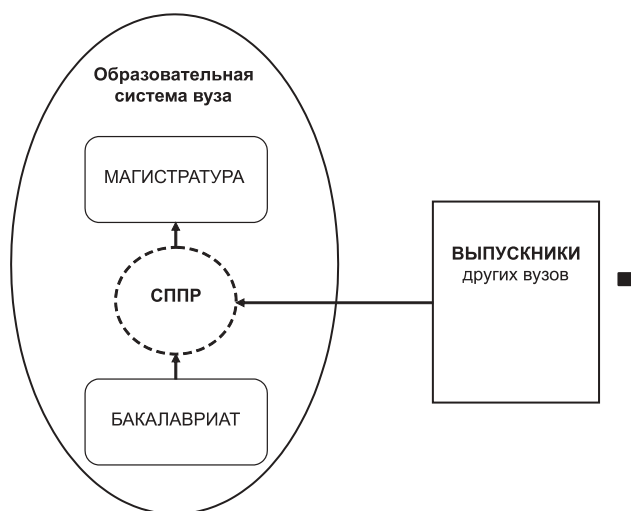 Образовательная
система вуза
МАГИСТРАТУРА
СППР
БАКАЛАВРИАТ
ВЫПУСКНИКИ
других вузов